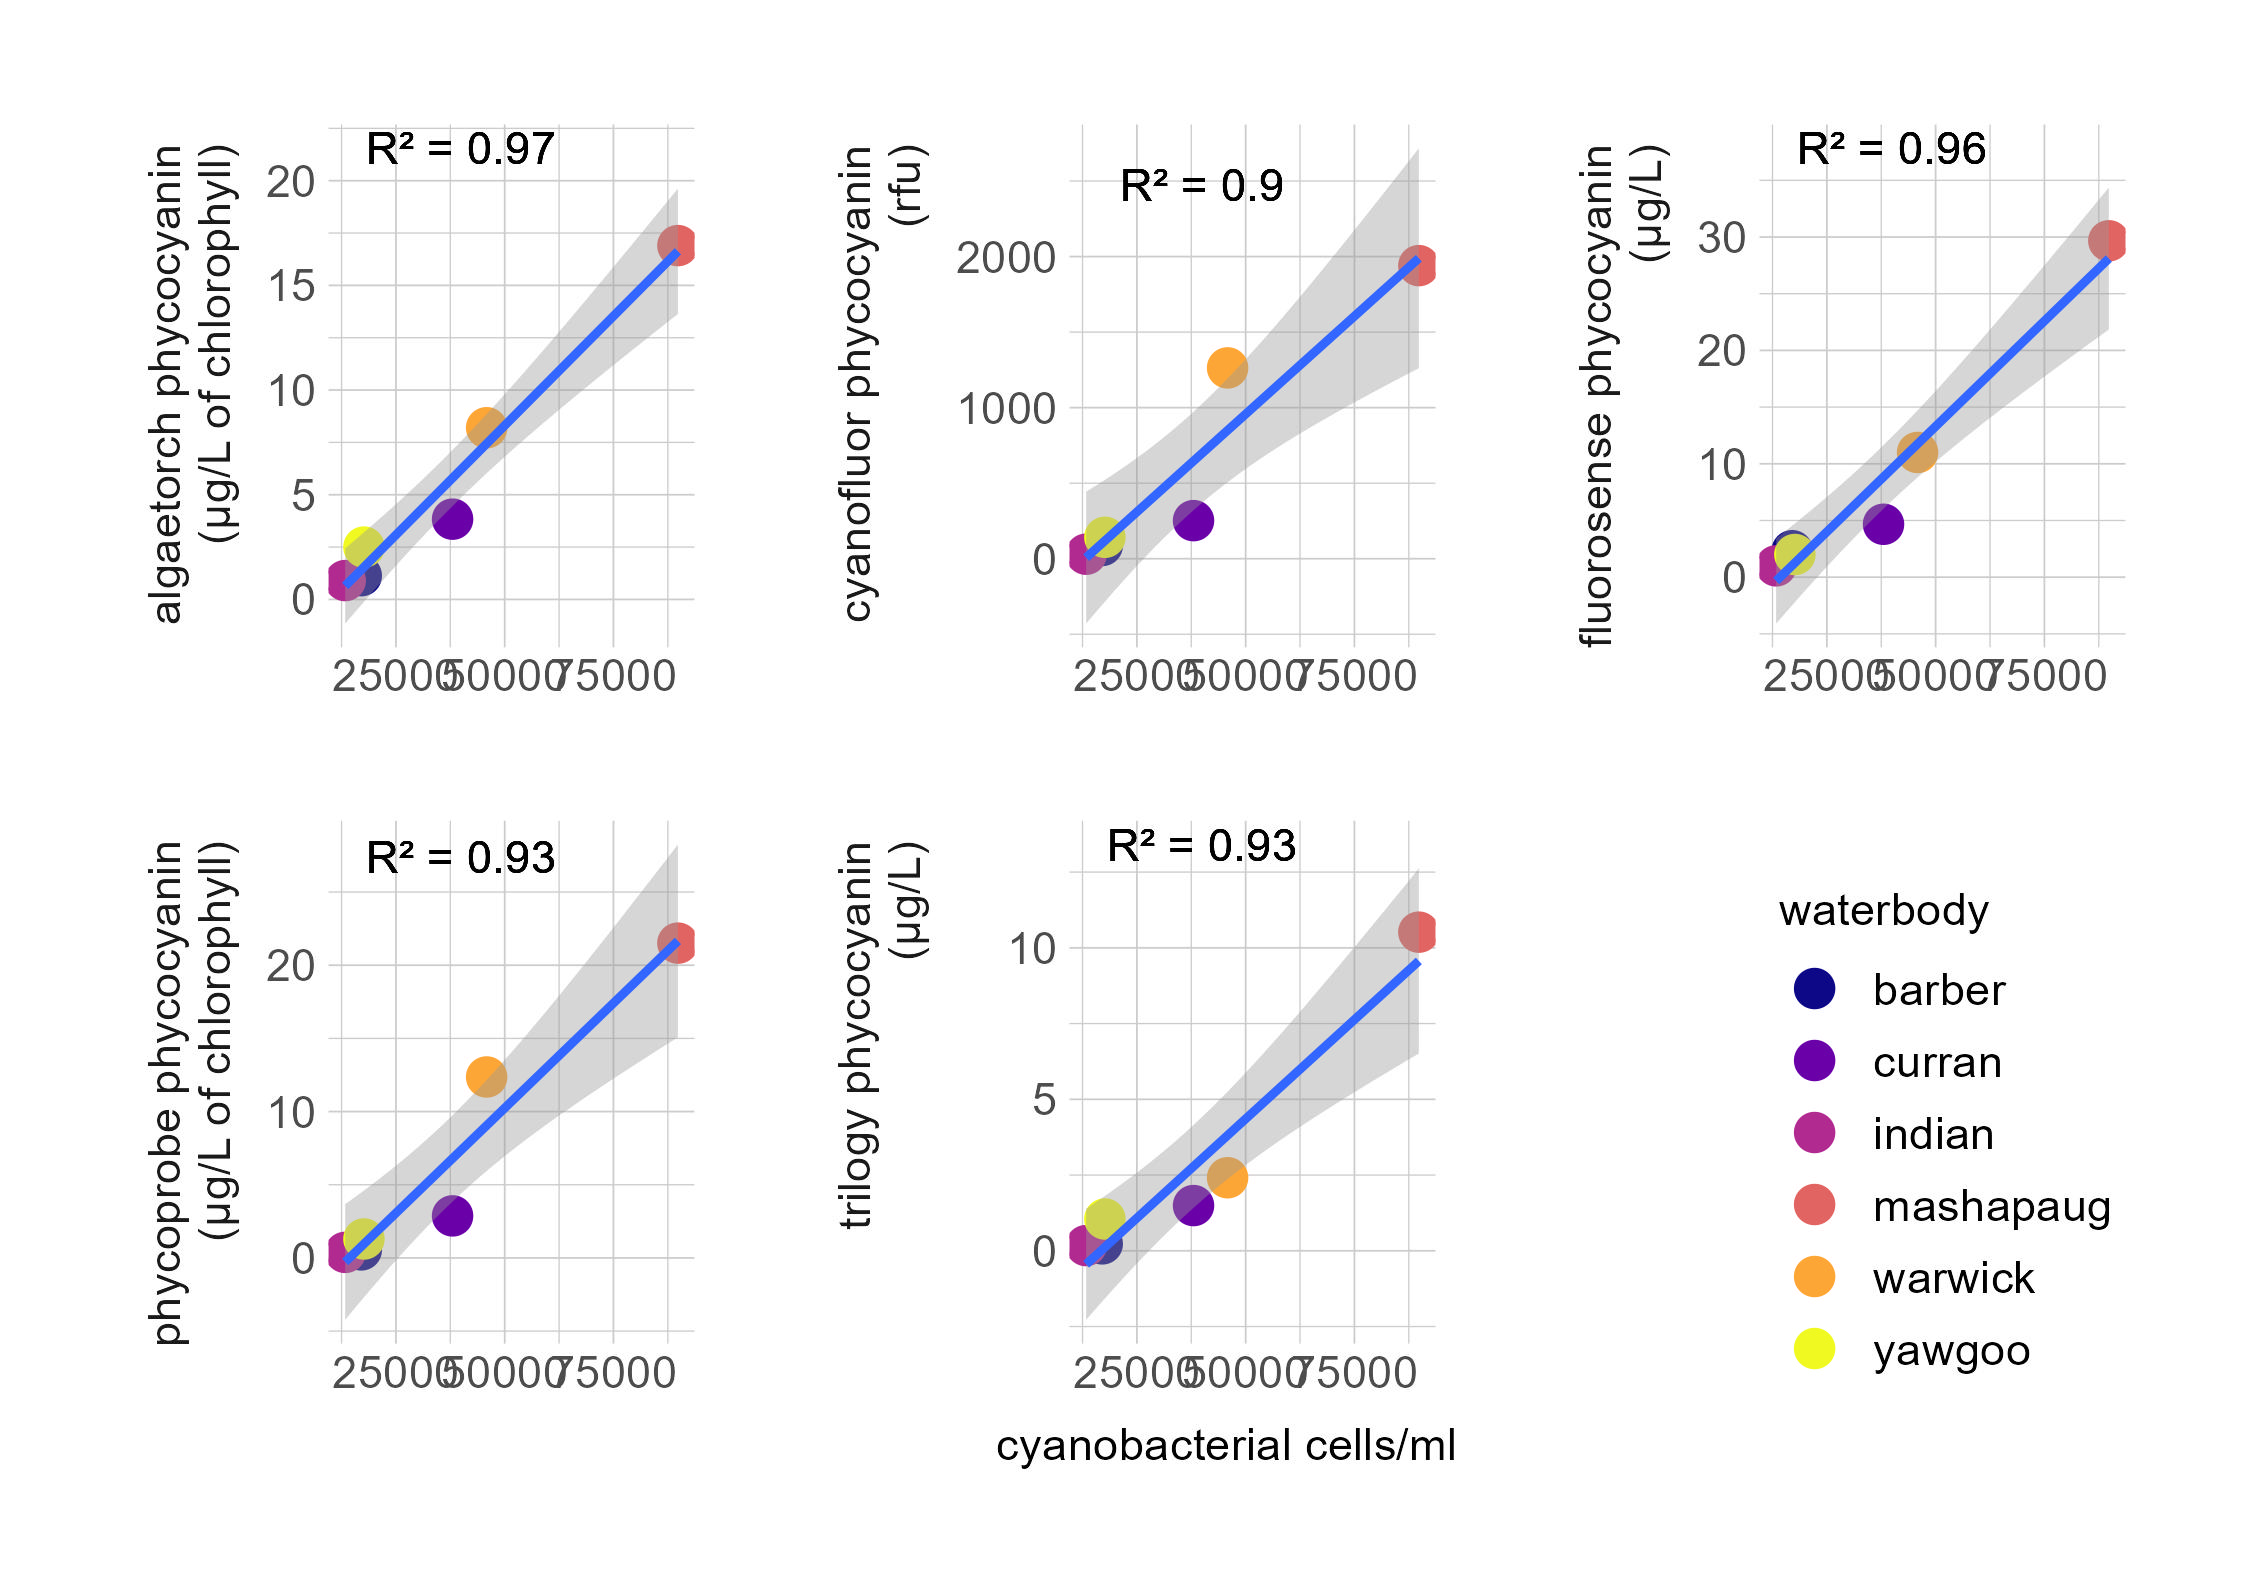 algaetorch phycocyanin
(µg/L of chlorophyll)
R² = 0.97
20
15
10
5
0
25000 50000 75000
cyanofluor phycocyanin
(rfu)
R² = 0.9
2000
1000
0
25000 50000 75000
fluorosense phycocyanin
(µg/L)
R² = 0.96
30
20
10
0
25000 50000 75000
phycoprobe phycocyanin
(µg/L of chlorophyll)
R² = 0.93
20
10
0
25000 50000 75000
trilogy phycocyanin
(µg/L)
R² = 0.93
10
5
0
25000 50000 75000
waterbody
barber
curran
indian
mashapaug
warwick
yawgoo
cyanobacterial cells/ml